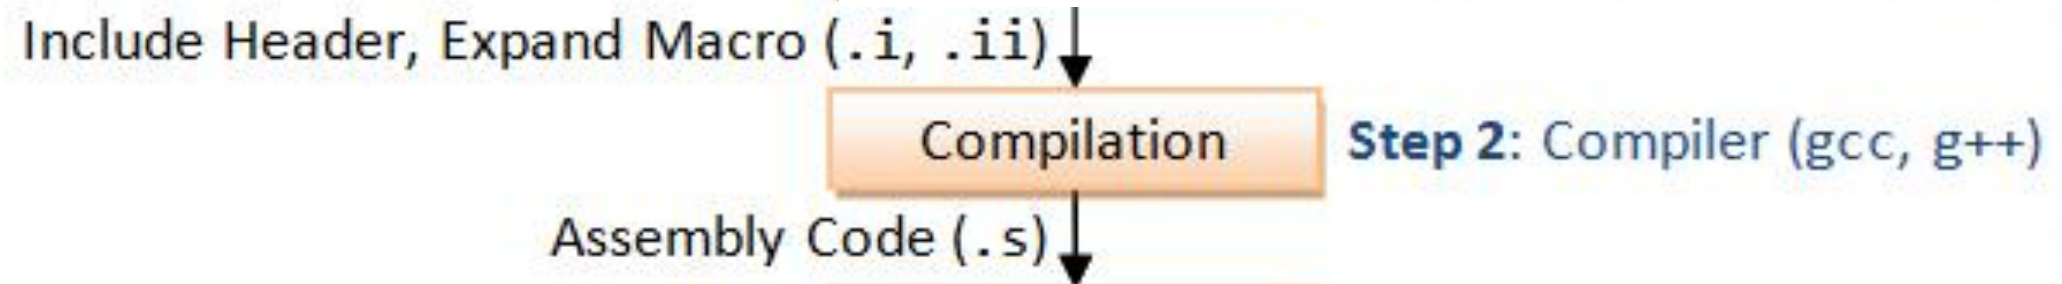 Include Header, Expand Macro (.i, .ii)
Compilation
Step 2: Compiler (gcc, g++)
Assembly Code (.s)